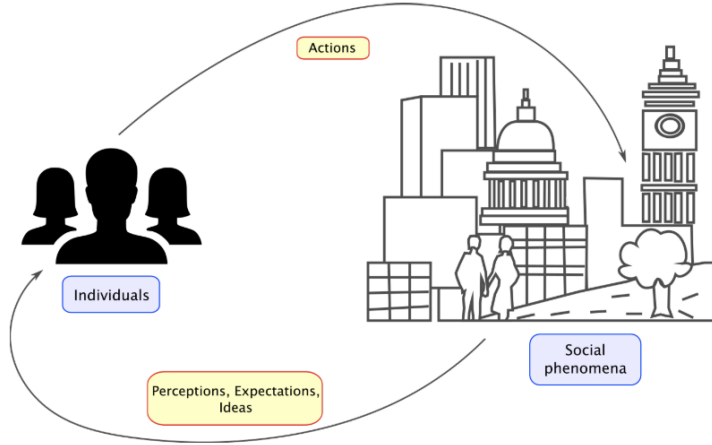 Actions
Individuals
Social
phenomena
Perceptions, Expectations,
Ideas